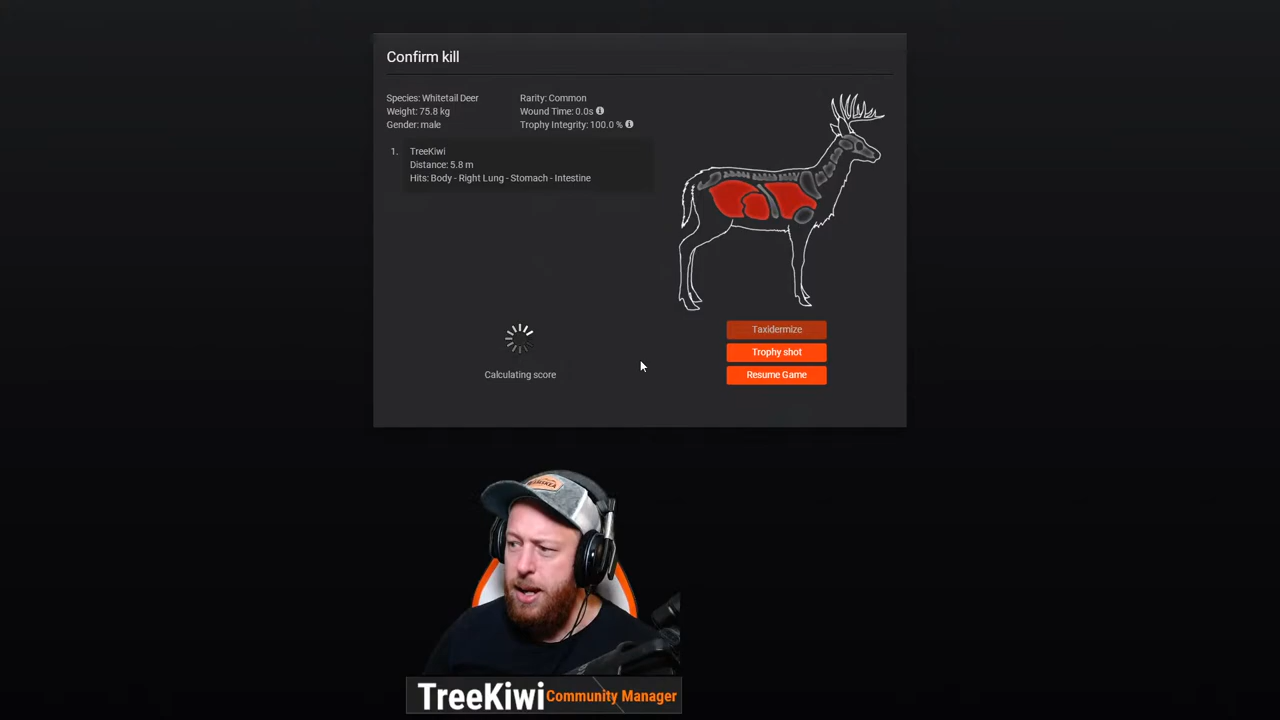 Confirm kill
Species: Whitetail Deer
Weight: 75.8 kg
Gender: male
Rarity: Common
Wound Time: 0.0s
Trophy Integrity: 100.0 %
1. TreeKiwi
Distance: 5.8 m
Hits: Body - Right Lung - Stomach - Intestine
Calculating score
Taxidermize
Trophy shot
Resume Game
TreeKiwi Community Manager